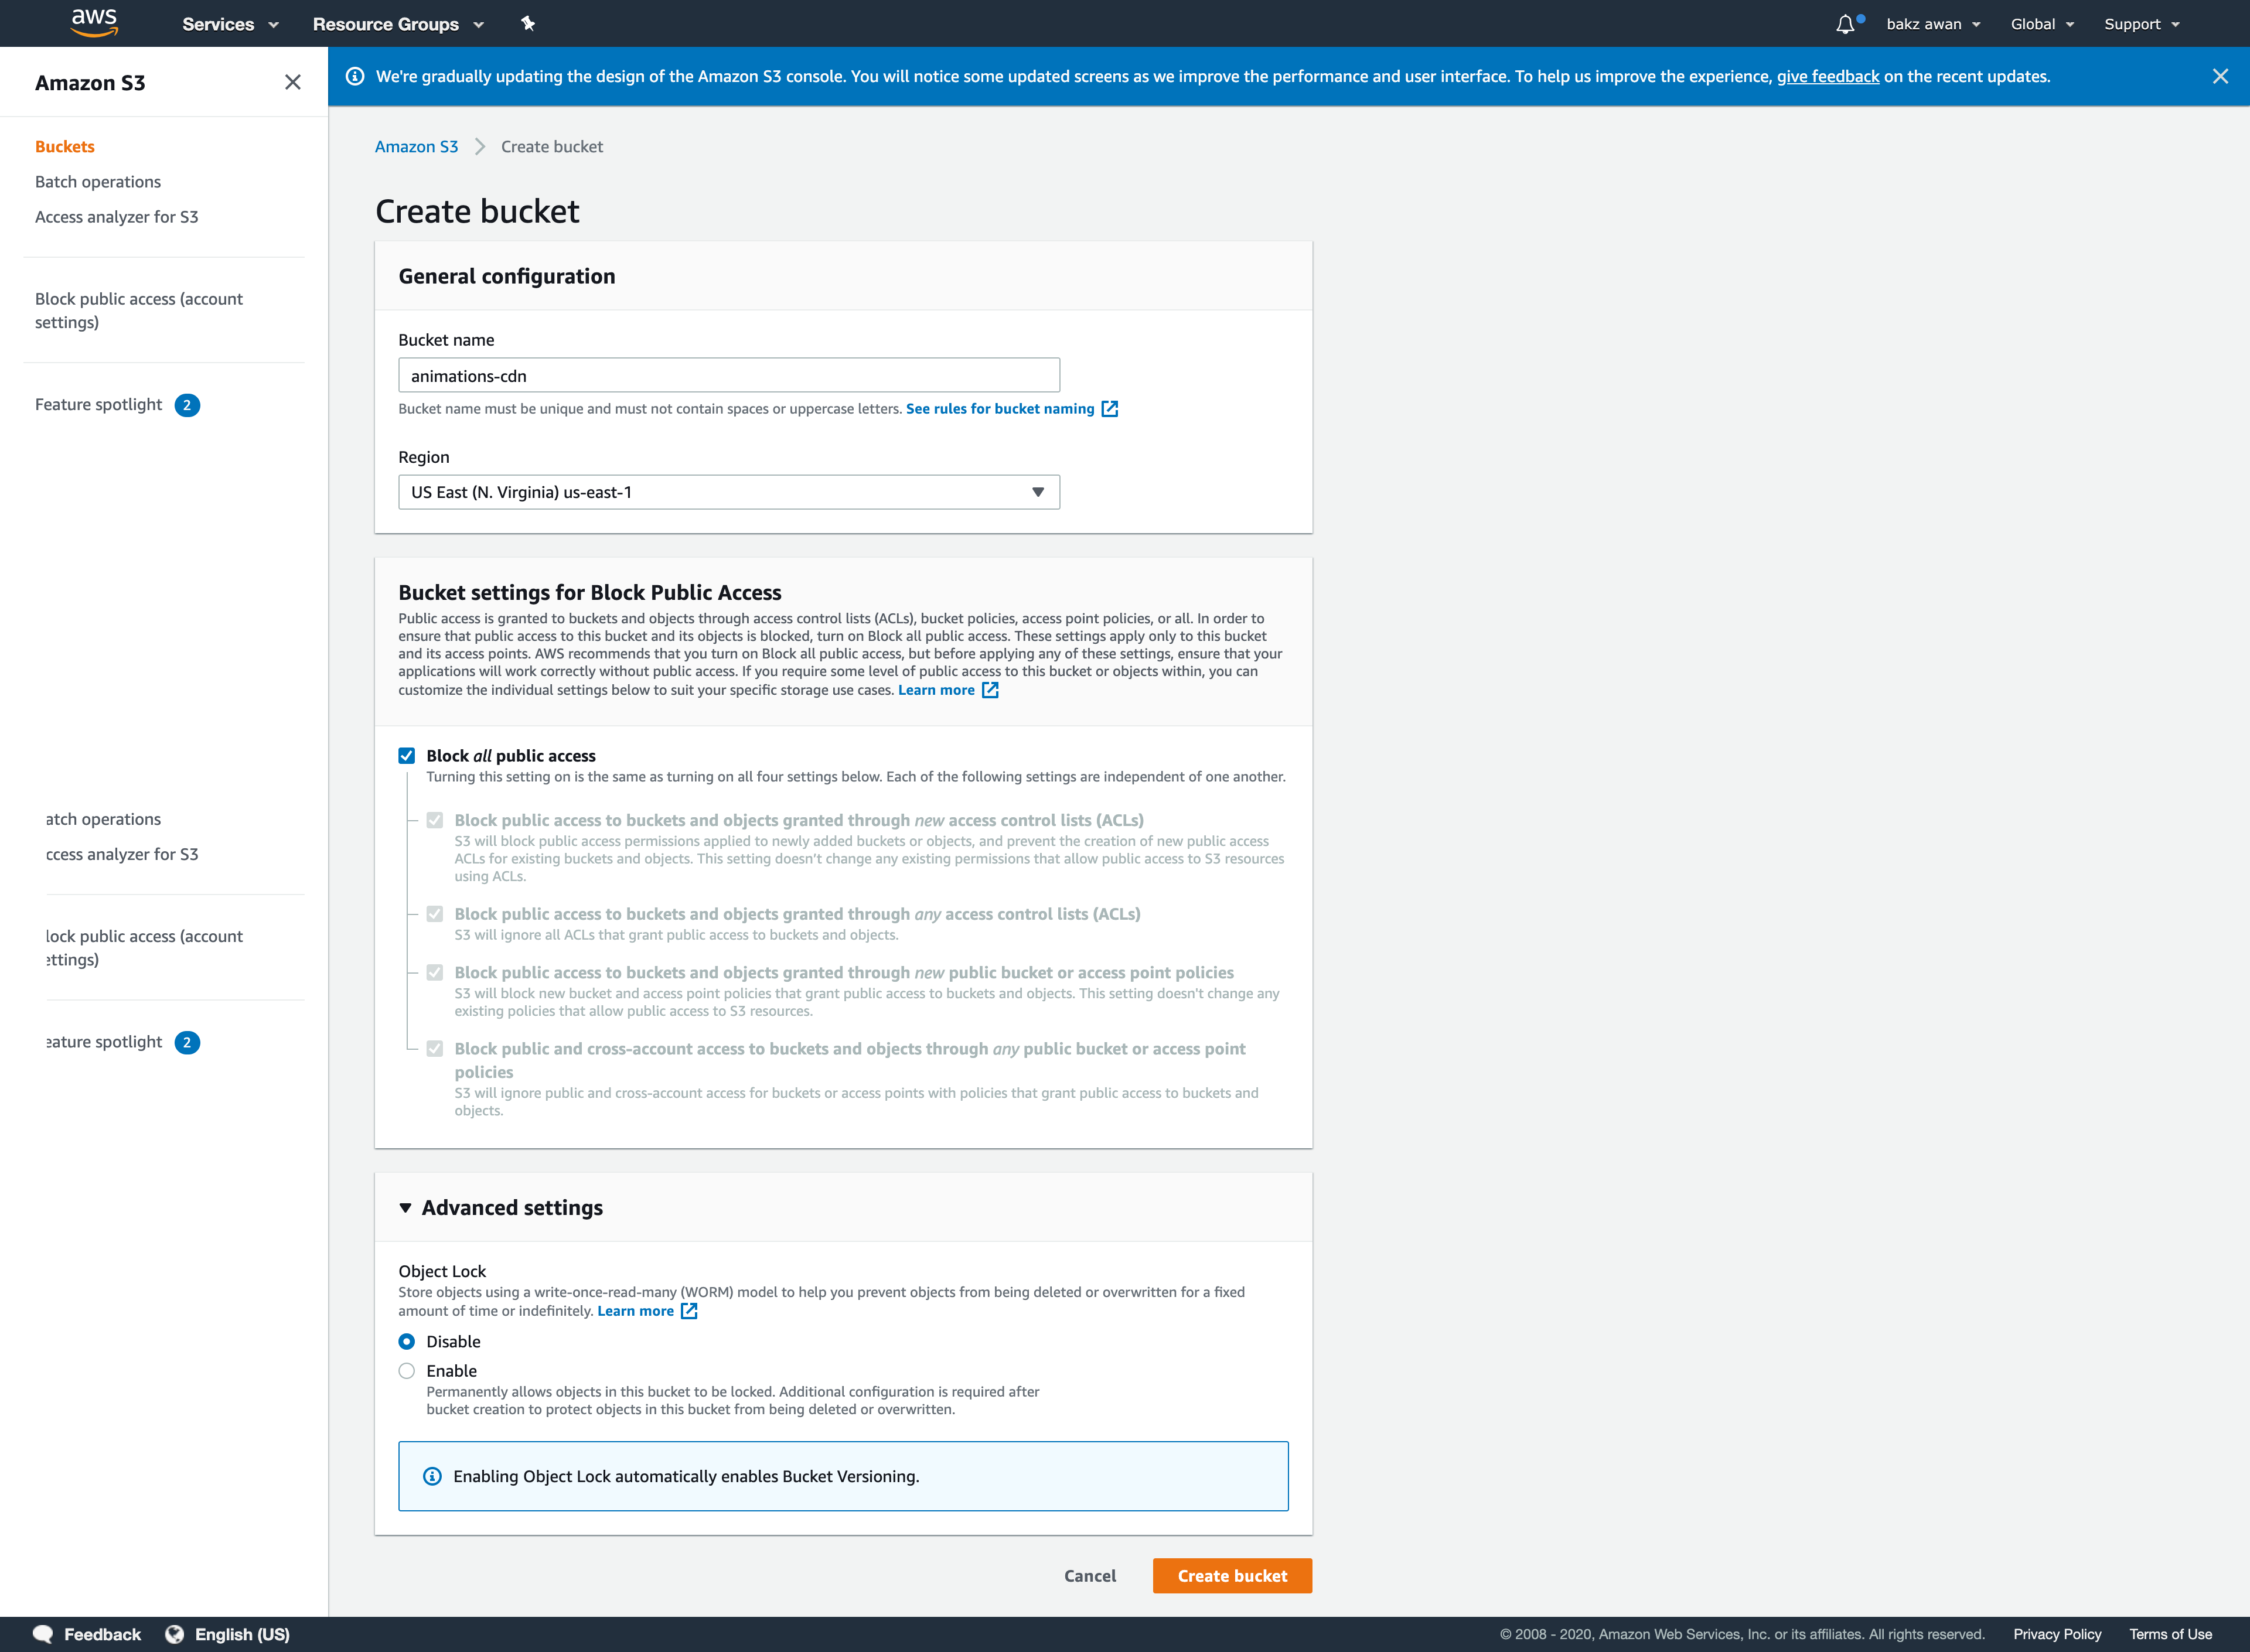 aws
Services
Resource Groups
bakz awan
Global
Support
Amazon S3
Buckets
Batch operations
Access analyzer for S3
Block public access (account
settings)
Feature spotlight 2
atch operations
ccess analyzer for S3
lock public access (account
ettings)
eature spotlight 2
We're gradually updating the design of the Amazon S3 console. You will notice some updated screens as we improve the performance and user interface. To help us improve the experience, give feedback on the recent updates.
Amazon S3 Create bucket
Create bucket
General configuration
Bucket name
animations-cdn
Bucket name must be unique and must not contain spaces or uppercase letters. See rules for bucket naming
Region
US East (N. Virginia) us-east-1
Bucket settings for Block Public Access
Public access is granted to buckets and objects through access control lists (ACLs), bucket policies, access point policies, or all. In order to
ensure that public access to this bucket and its objects is blocked, turn on Block all public access. These settings apply only to this bucket
and its access points. AWS recommends that you turn on Block all public access, but before applying any of these settings, ensure that your
applications will work correctly without public access. If you require some level of public access to this bucket or objects within, you can
customize the individual settings below to suit your specific storage use cases. Learn more
Block all public access
Turning this setting on is the same as turning on all four settings below. Each of the following settings are independent of one another.
Block public access to buckets and objects granted through new access control lists (ACLs)
S3 will block public access permissions applied to newly added buckets or objects, and prevent the creation of new public access
ACLs for existing buckets and objects. This setting doesn't change any existing permissions that allow public access to S3 resources
using ACLs.
Block public access to buckets and objects granted through any access control lists (ACLs)
S3 will ignore all ACLs that grant public access to buckets and objects.
Block public access to buckets and objects granted through new public bucket or access point policies
S3 will block new bucket and access point policies that grant public access to buckets and objects. This setting doesn't change any
existing policies that allow public access to S3 resources.
Block public and cross-account access to buckets and objects through any public bucket or access point
policies
S3 will ignore public and cross-account access for buckets or access points with policies that grant public access to buckets and
objects.
Advanced settings
Object Lock
Store objects using a write-once-read-many (WORM) model to help you prevent objects from being deleted or overwritten for a fixed
amount of time or indefinitely. Learn more
Disable
Enable
Permanently allows objects in this bucket to be locked. Additional configuration is required after
bucket creation to protect objects in this bucket from being deleted or overwritten.
Enabling Object Lock automatically enables Bucket Versioning.
Cancel
Create bucket
Feedback
English (US)
© 2008 - 2020, Amazon Web Services, Inc. or its affiliates. All rights reserved.
Privacy Policy
Terms of Use